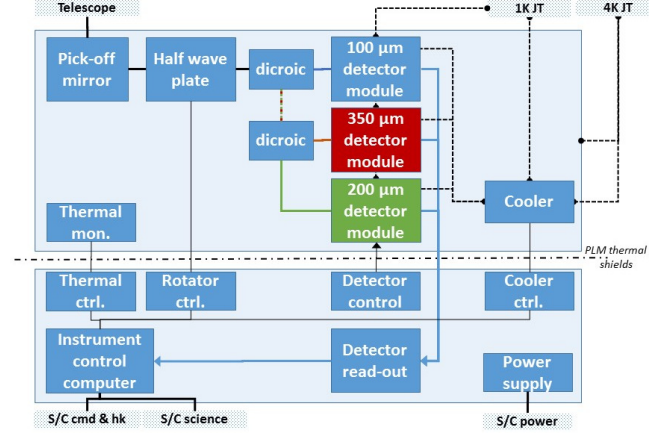 Telescope
1K JT
4K JT
Pick-off
mirror
Half wave
plate
dicroic
100 μm
detector
module
dicroic
350 μm
detector
module
200 μm
detector
module
Cooler
Thermal
mon.
PLM thermal
shields
Thermal
ctrl.
Rotator
ctrl.
Detector
control
Cooler
ctrl.
Instrument
control
computer
Detector
read-out
Power
supply
S/C cmd & hk
S/C science
S/C power